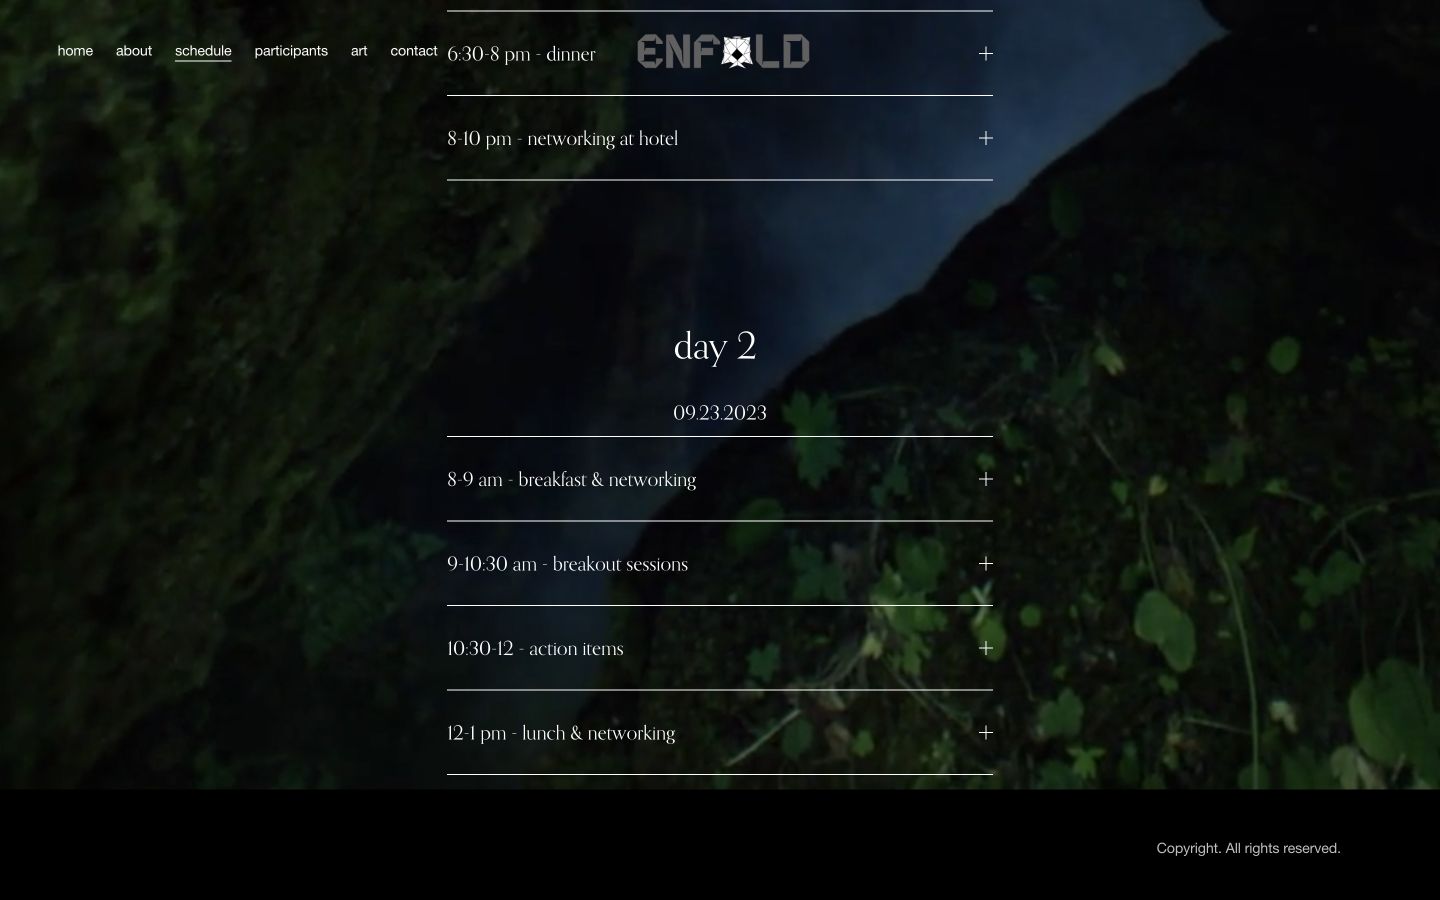 home about schedule participants art contact
ENFOLD
6:30-8 pm - dinner
8-10 pm - networking at hotel
day 2
09.23.2023
8-9 am - breakfast & networking
9-10:30 am - breakout sessions
10:30-12 - action items
12-1 pm - lunch & networking
Copyright. All rights reserved.